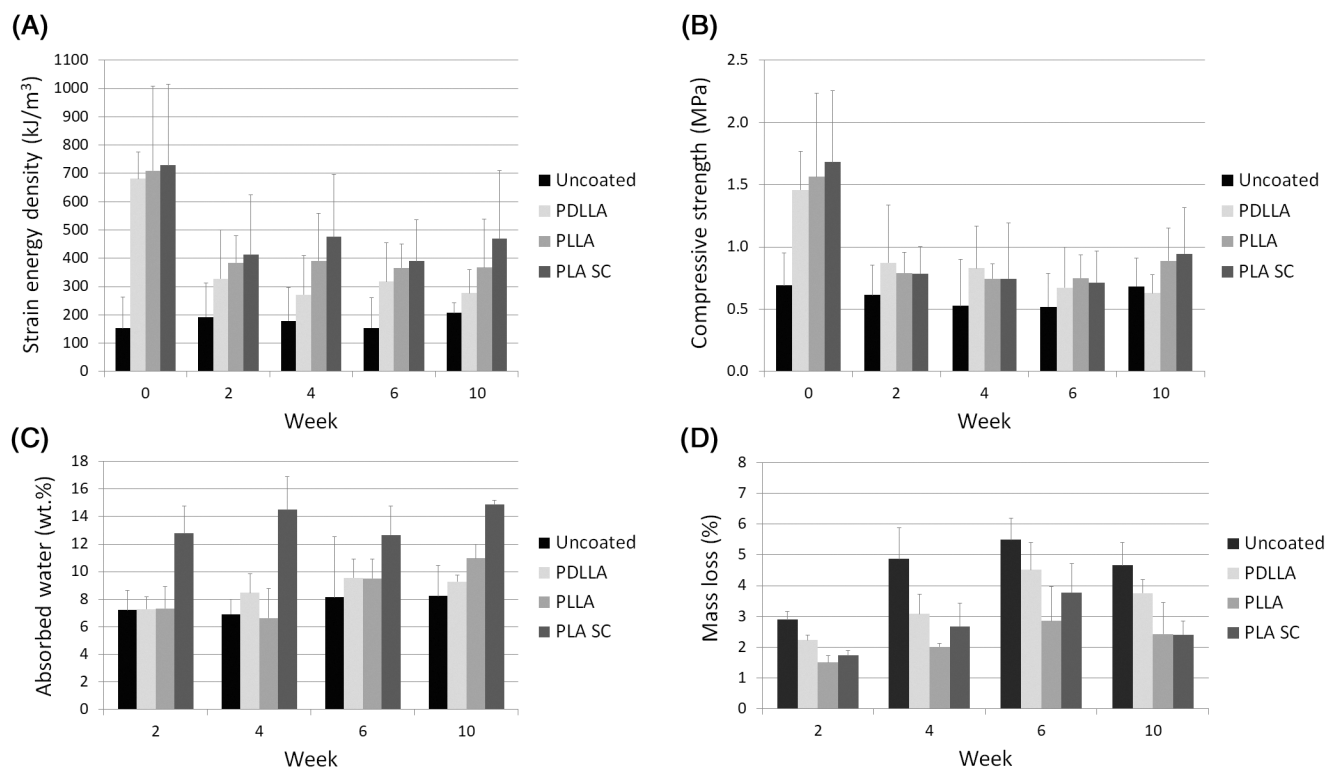 (A)
Strain energy density (kJ/m³)
1100
1000
900
800
700
600
500
400
300
200
100
0
0 2 4 6 10
Week
Uncoated
PDLLA
PLLA
PLA SC
(B)
Compressive strength (MPa)
2.5
2.0
1.5
1.0
0.5
0.0
0 2 4 6 10
Week
Uncoated
PDLLA
PLLA
PLA SC
(C)
Absorbed water (wt.%)
18
16
14
12
10
8
6
4
2
0
2 4 6 10
Week
Uncoated
PDLLA
PLLA
PLA SC
(D)
Mass loss (%)
8
7
6
5
4
3
2
1
0
2 4 6 10
Week
Uncoated
PDLLA
PLLA
PLA SC